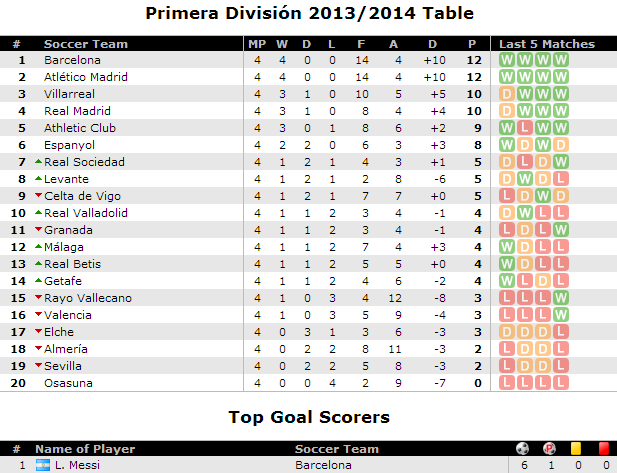 Primera División 2013/2014 Table
# Soccer Team MP W D L F A D P Last 5 Matches
1 Barcelona 4 4 0 0 14 4 +10 12 W W W W
2 Atlético Madrid 4 4 0 0 14 4 +10 12 W W W W
3 Villarreal 4 3 1 0 10 5 +5 10 D W W W
4 Real Madrid 4 3 1 0 8 4 +4 10 D W W W
5 Athletic Club 4 3 0 1 8 6 +2 9 W L W W
6 Espanyol 4 2 2 0 6 3 +3 8 W D W D
7 Real Sociedad 4 1 2 1 4 3 +1 5 D L D W
8 Levante 4 1 2 1 2 8 -6 5 D W D L
9 Celta de Vigo 4 1 2 1 7 7 +0 5 L D W D
10 Real Valladolid 4 1 1 2 3 4 -1 4 D W L L
11 Granada 4 1 1 2 3 4 -1 4 L D L W
12 Málaga 4 1 1 2 7 4 +3 4 W D L L
13 Real Betis 4 1 1 2 5 5 +0 4 W D L L
14 Getafe 4 1 1 2 4 6 -2 4 W L D L
15 Rayo Vallecano 4 1 0 3 4 12 -8 3 L L L W
16 Valencia 4 1 0 3 5 9 -4 3 L L L W
17 Elche 4 0 3 1 3 6 -3 3 D D D L
18 Almería 4 0 2 2 8 11 -3 2 L D D L
19 Sevilla 4 0 2 2 5 8 -3 2 L D D L
20 Osasuna 4 0 0 4 2 9 -7 0 L L L L
Top Goal Scorers
# Name of Player Soccer Team P
1 L. Messi Barcelona 6 1 0 0